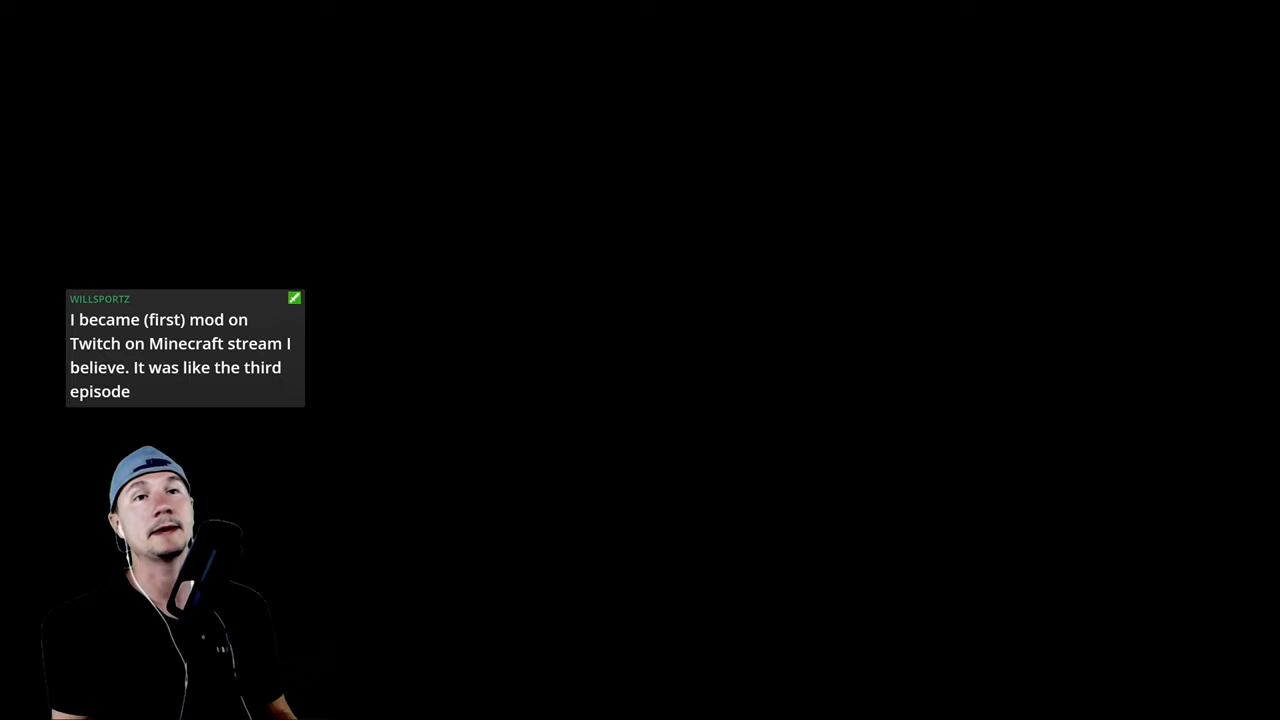 WILLSPORTZ
I became (first) mod on
Twitch on Minecraft stream I
believe. It was like the third
episode